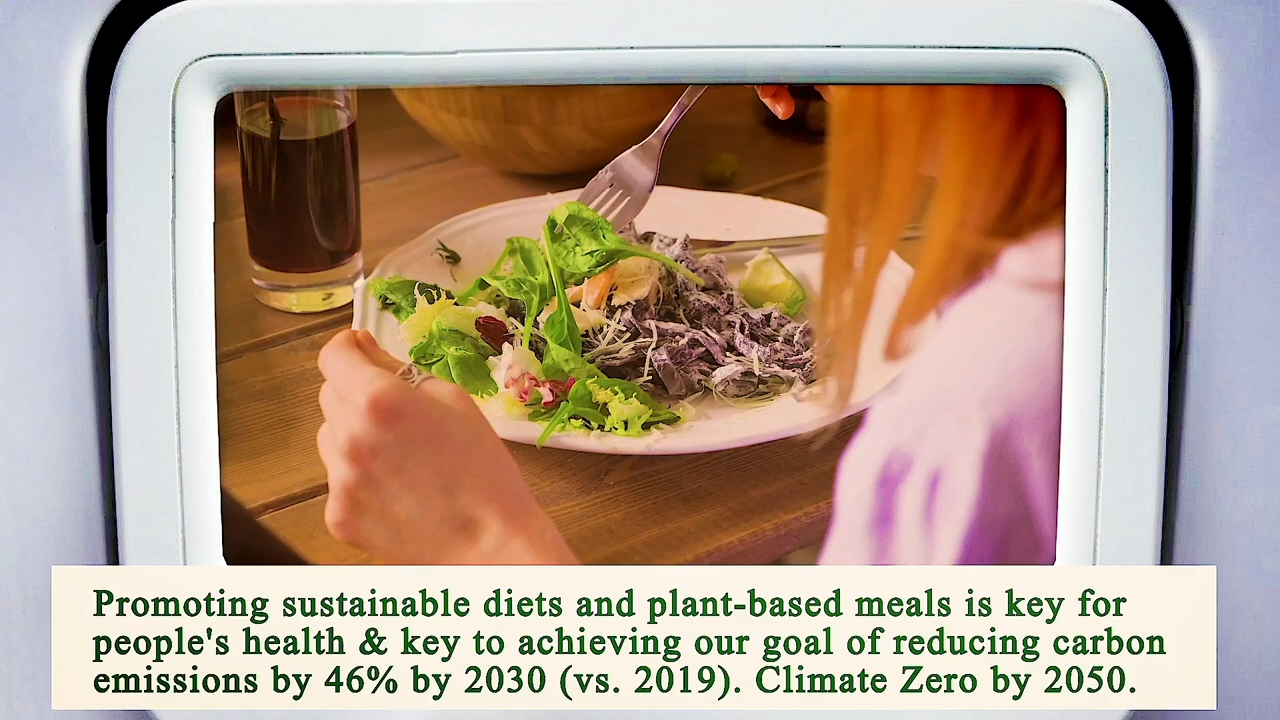 Promoting sustainable diets and plant-based meals is key for
people's health & key to achieving our goal of reducing carbon
emissions by 46% by 2030 (vs. 2019). Climate Zero by 2050.